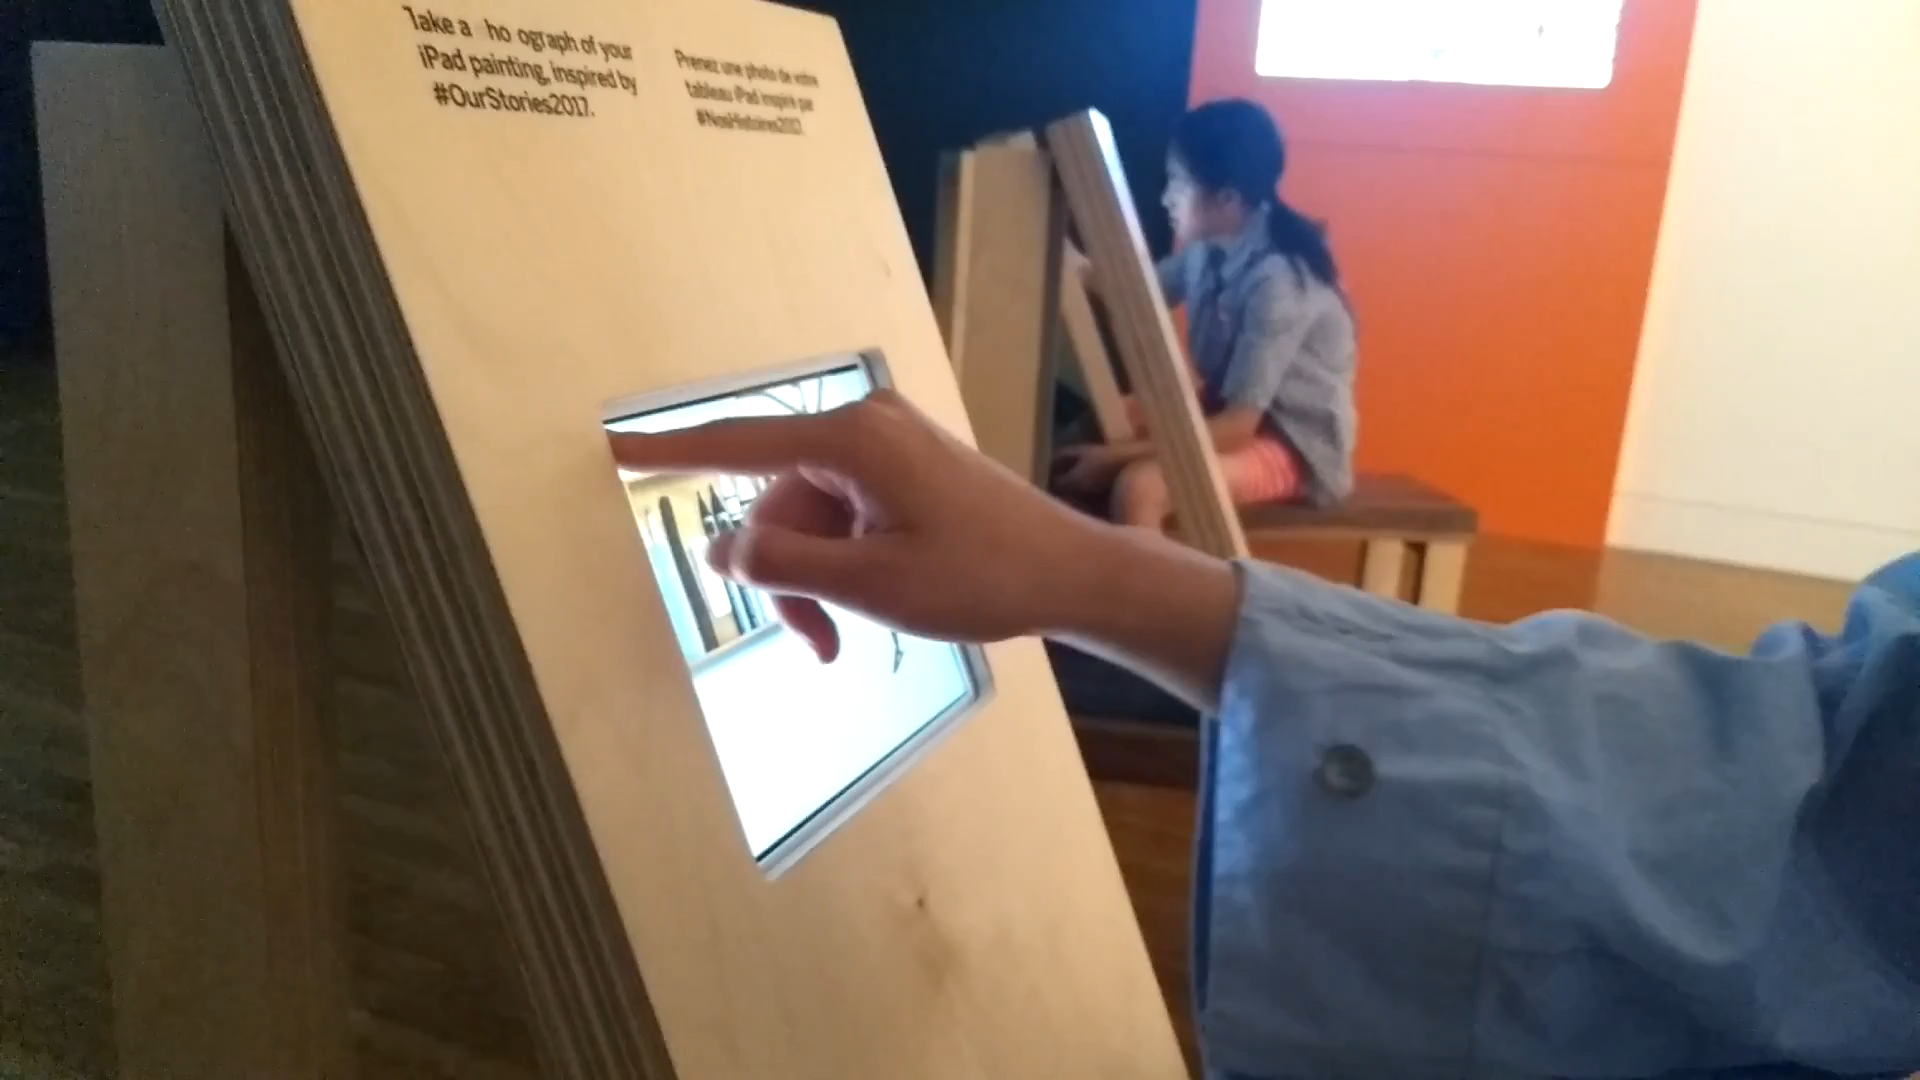 Take a ho ograph of your
iPad painting, inspired by
#OurStories2017.
Prenez une photo de votre
tableau iPad inspiré par
#NosHistoires2017.